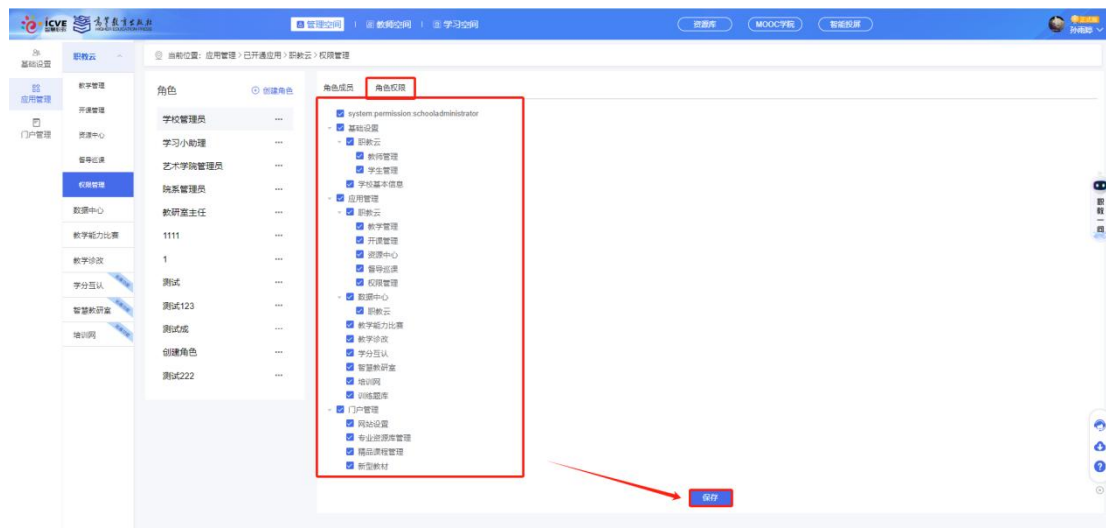 icve 智慧职教 高等教育出版社 HIGHER EDUCATION PRESS 管理空间 教师空间 学习空间 资源库 MOOC学院 智能投屏
基础设置
应用管理
门户管理
职教云
教学管理
开课管理
资源中心
督导巡课
权限管理
数据中心
教学能力比赛
教学诊改
学分互认
智慧教研室
培训网
当前位置: 应用管理 > 已开通应用 > 职教云 > 权限管理
角色 创建角色
学校管理员 ...
学习小助理 ...
艺术学院管理员 ...
院系管理员 ...
教研室主任 ...
1111 ...
1 ...
测试 ...
测试123 ...
测试成 ...
创建角色 ...
测试222 ...
角色成员 角色权限
system:permission:schooladministrator
基础设置
职教云
教师管理
学生管理
学校基本信息
应用管理
职教云
教学管理
开课管理
资源中心
督导巡课
权限管理
数据中心
职教云
教学能力比赛
教学诊改
学分互认
智慧教研室
培训网
训练题库
门户管理
网站设置
专业资源库管理
精品课程管理
新型教材
保存
职教一问